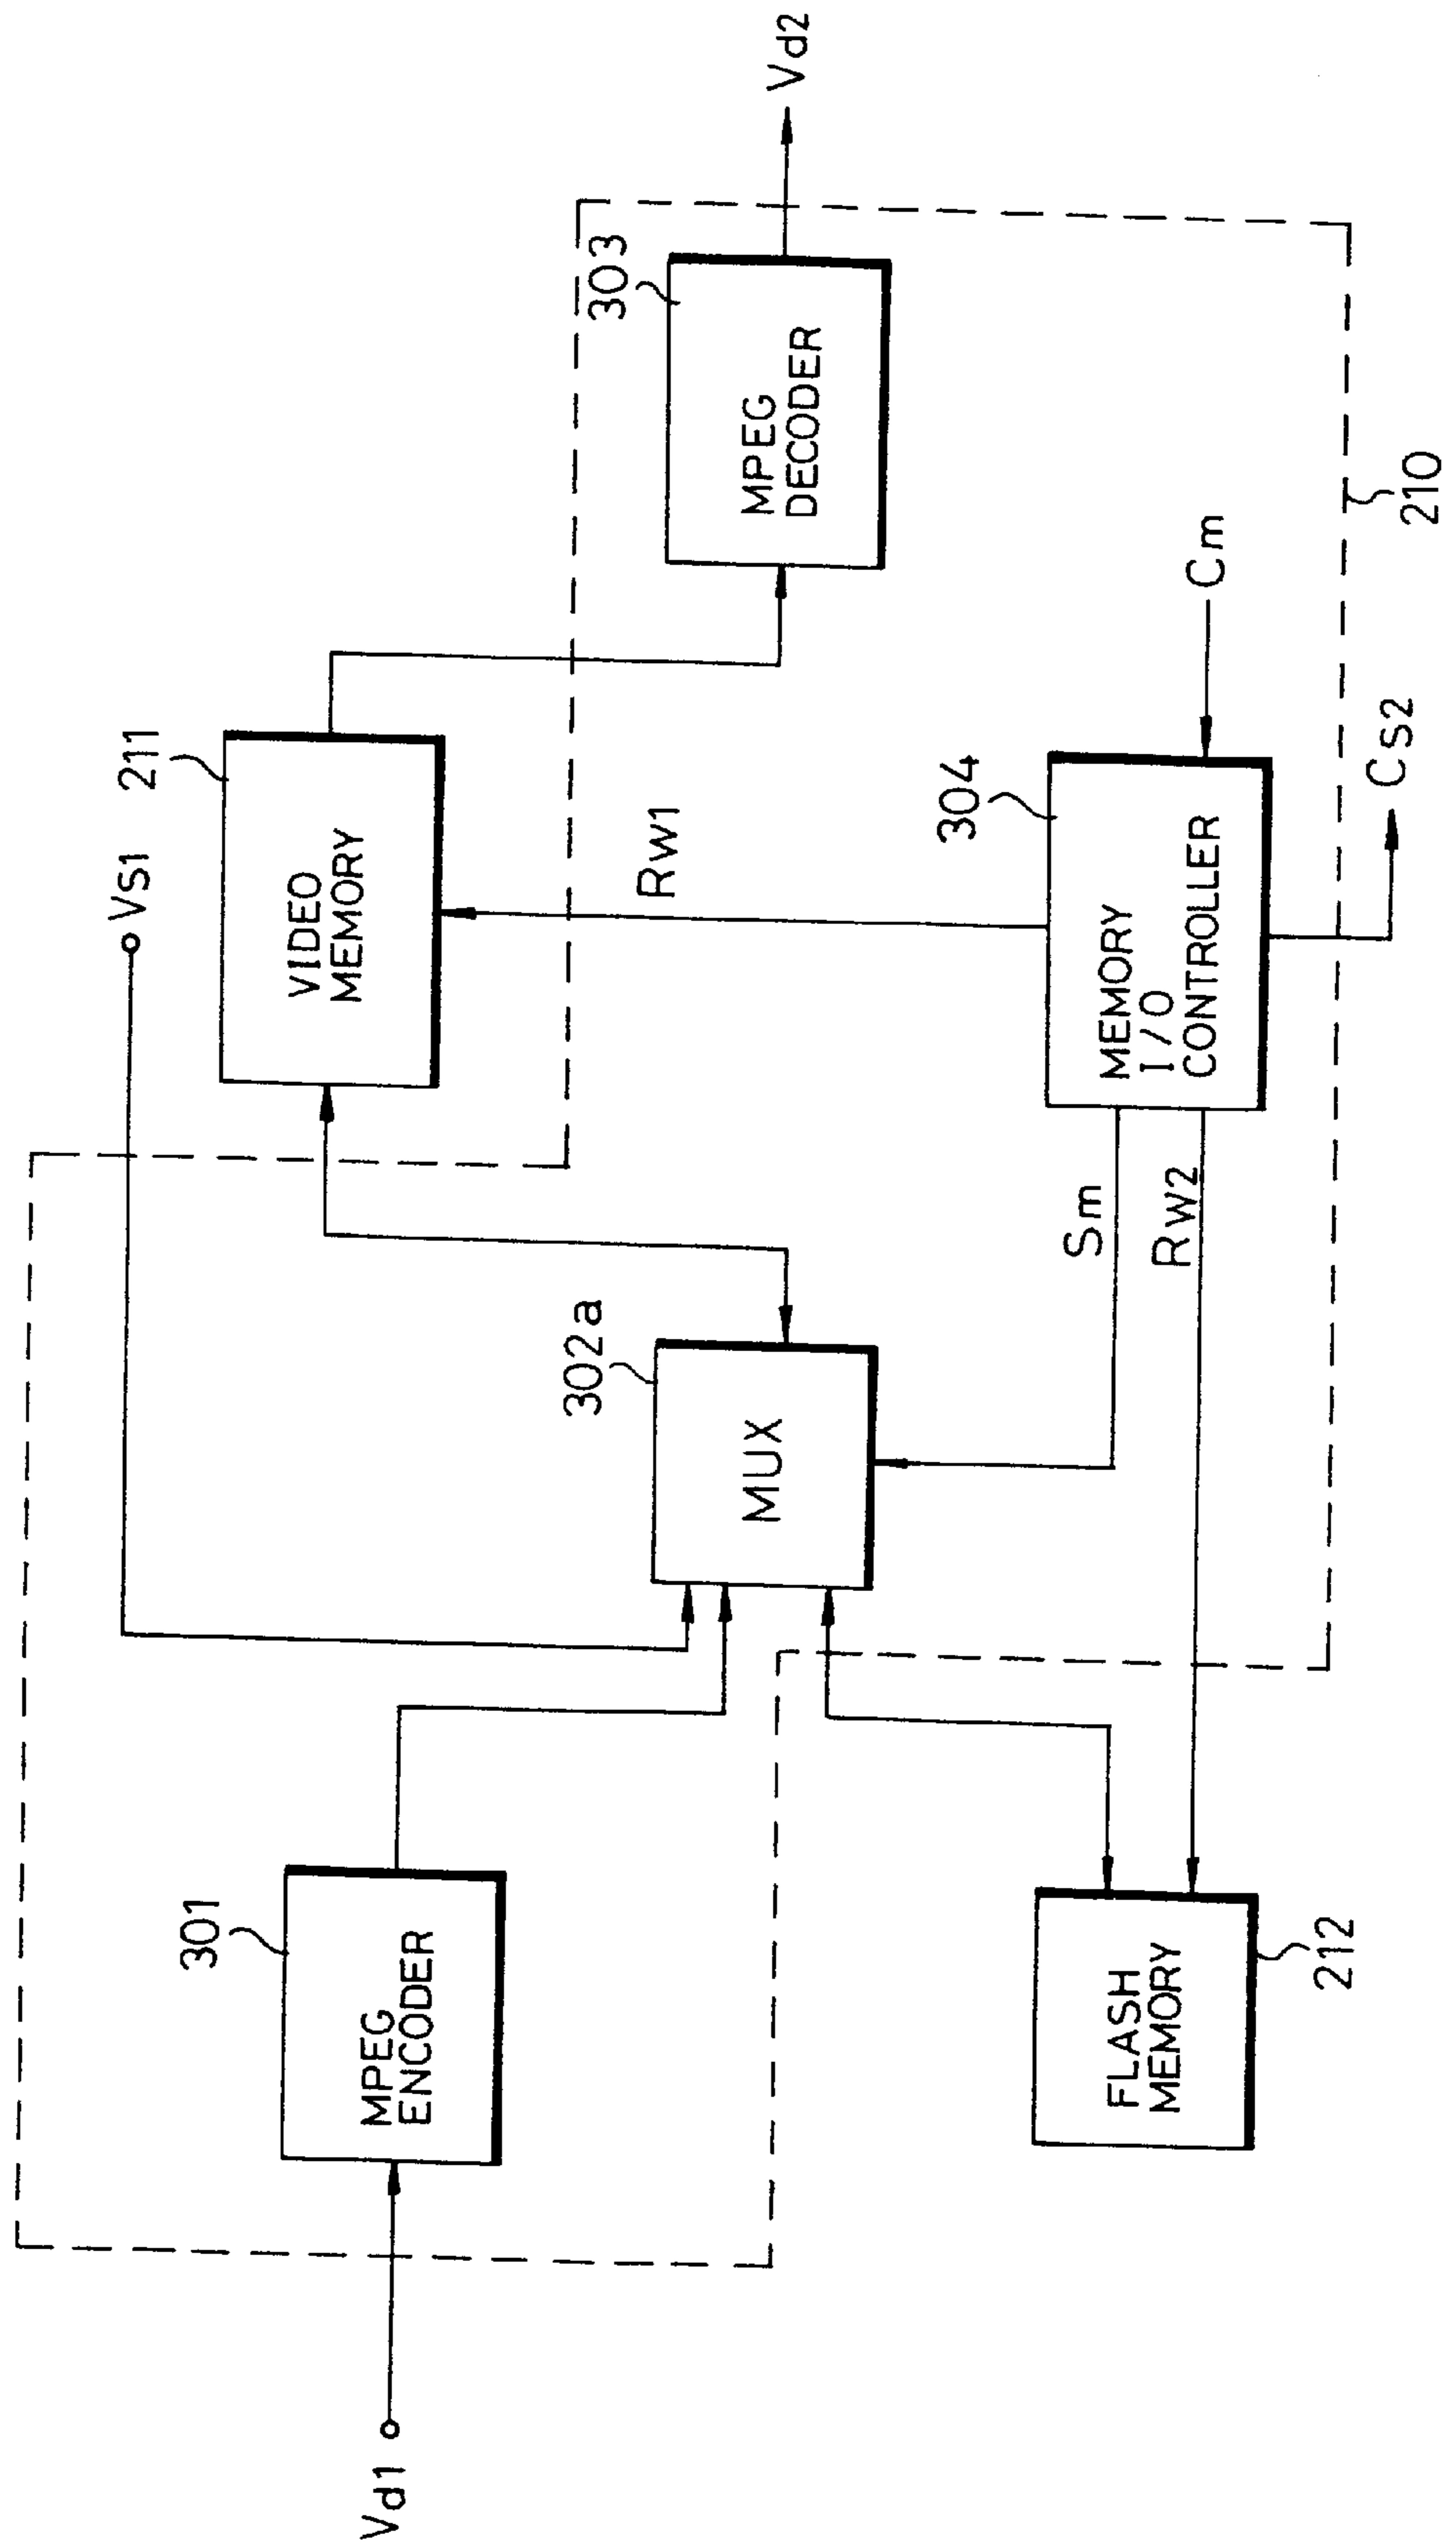 Vs1
211
VIDEO
MEMORY
301
MPEG
ENCODER
Vd1
302a
MUX
Rw1
303
MPEG
DECODER
Vd2
304
MEMORY
I/O
CONTROLLER
Sm
Rw2
Cm
FLASH
MEMORY
212
Cs2
210